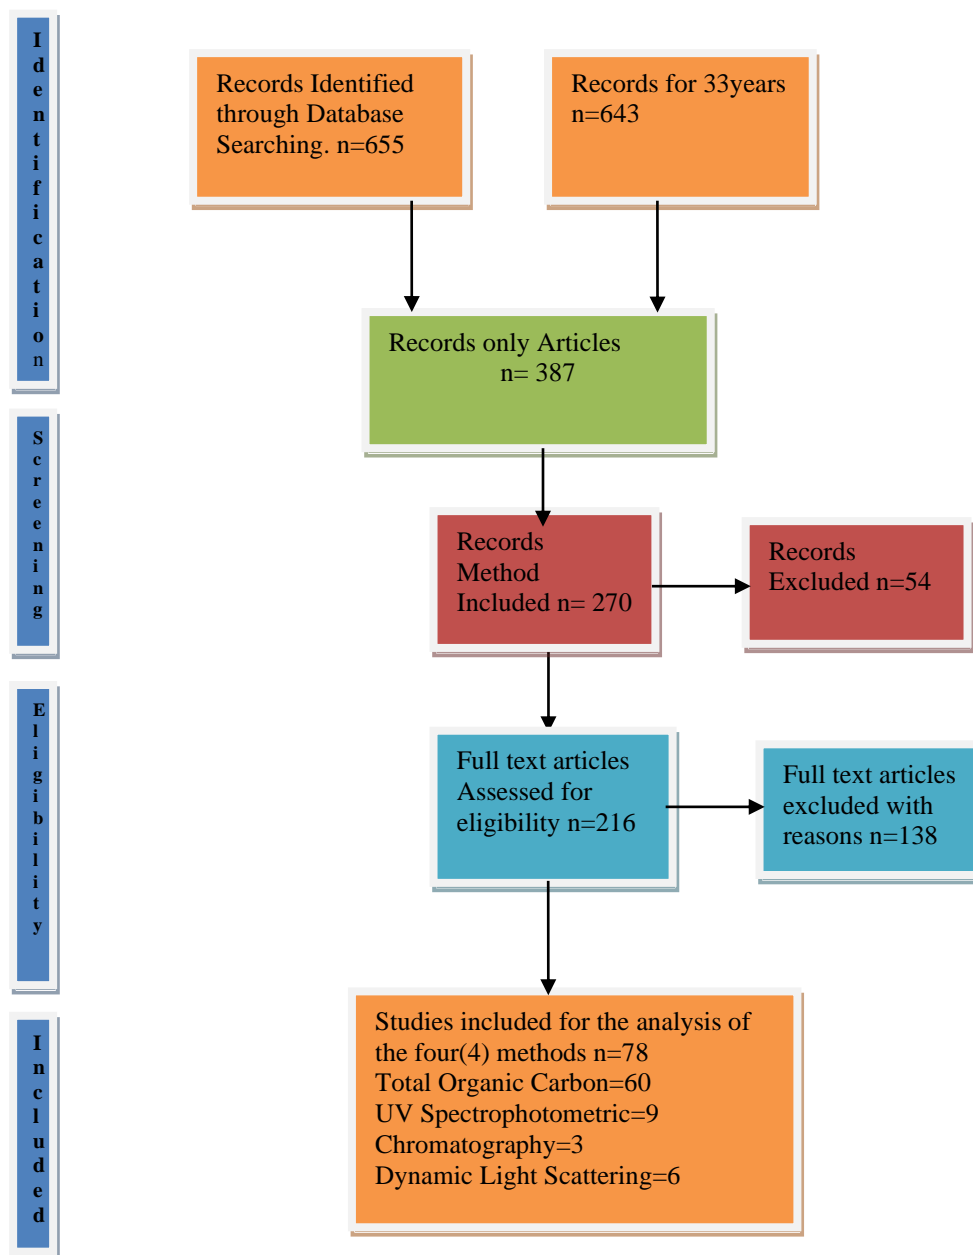 Identification
Records Identified
through Database
Searching. n=655
Records for 33years
n=643
Records only Articles
n= 387
Screening
Records
Method
Included n= 270
Records
Excluded n=54
Eligibility
Full text articles
Assessed for
eligibility n=216
Full text articles
excluded with
reasons n=138
Included
Studies included for the analysis of
the four(4) methods n=78
Total Organic Carbon=60
UV Spectrophotometric=9
Chromatography=3
Dynamic Light Scattering=6